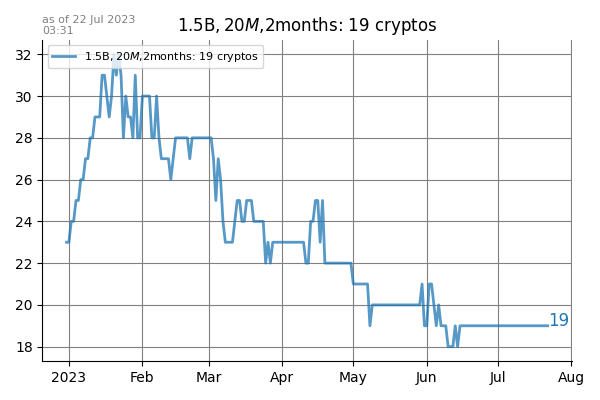 as of 22 Jul 2023
03:31
1.5B, 20M,2months: 19 cryptos
1.5B, 20M,2months: 19 cryptos
32
30
28
26
24
22
20
18
19
2023 Feb Mar Apr May Jun Jul Aug